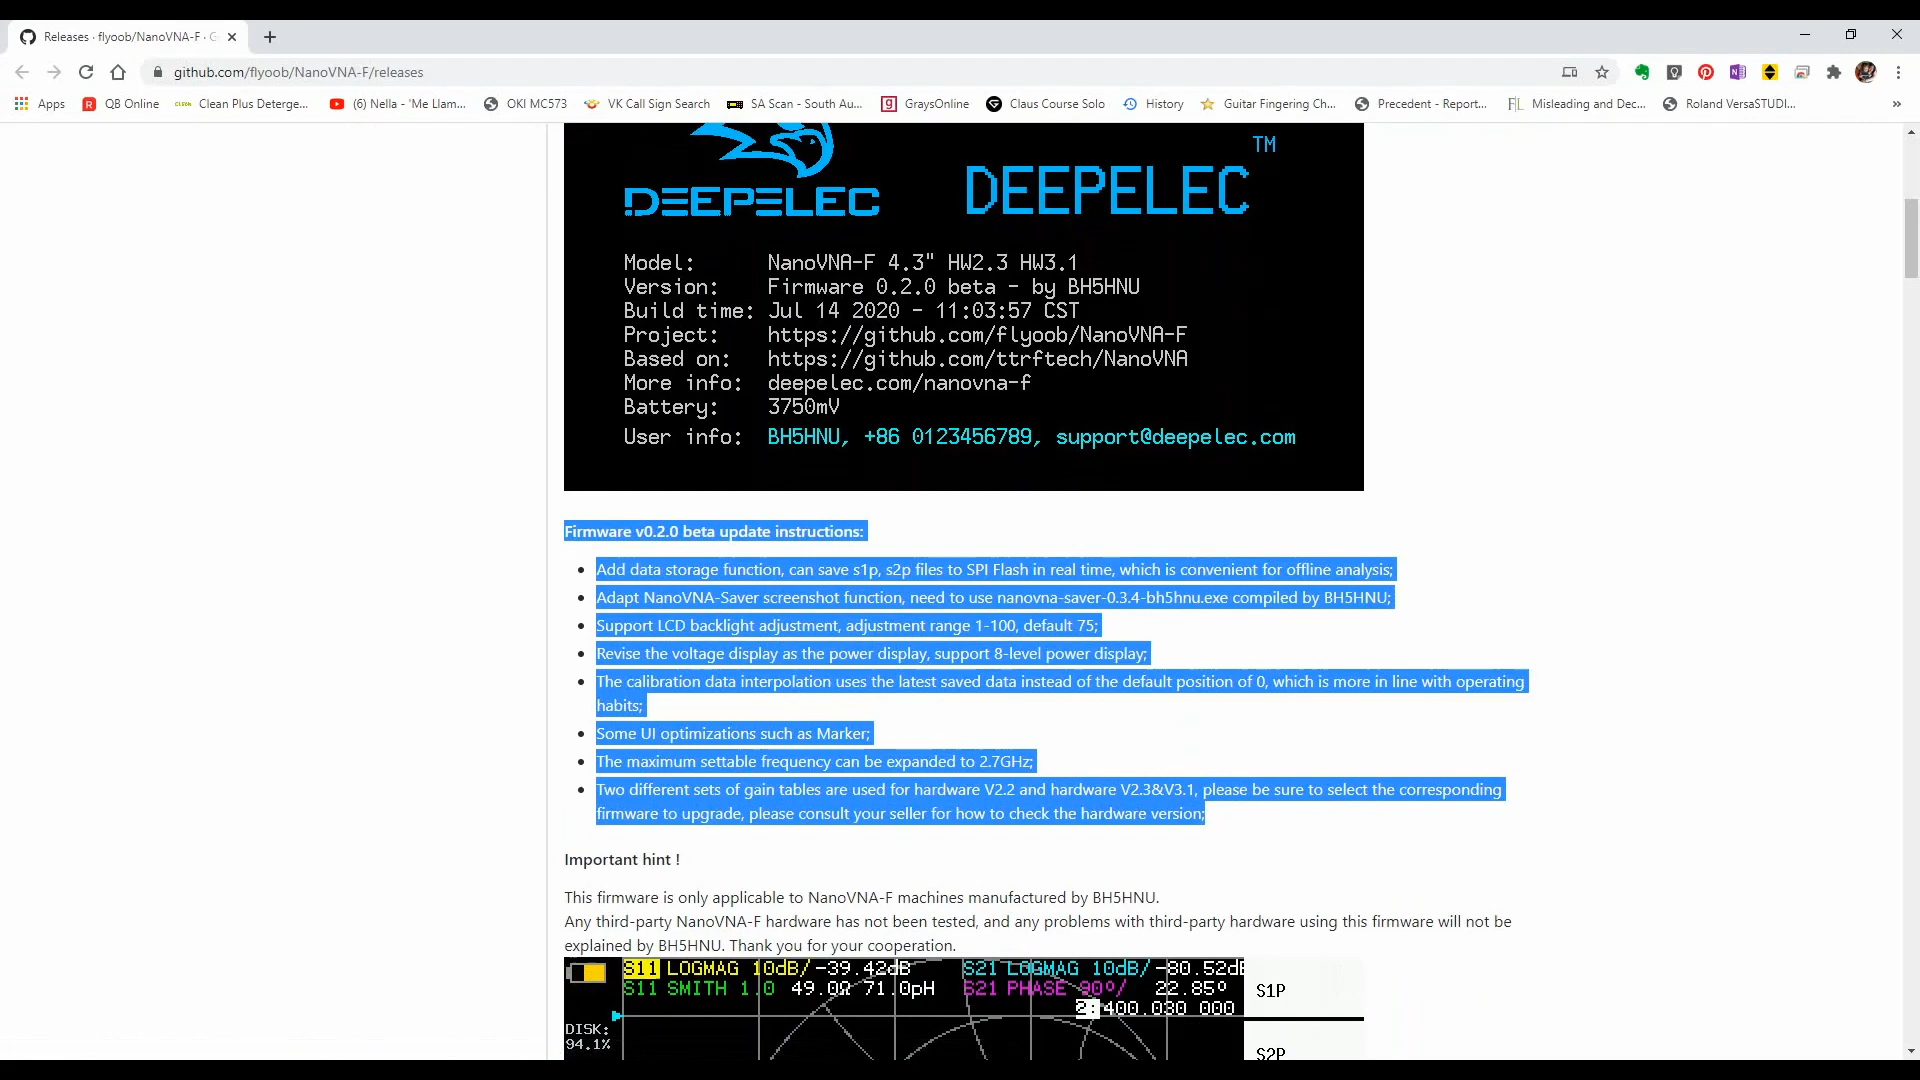 Releases · flyoob/NanoVNA-F · G
github.com/flyoob/NanoVNA-F/releases
Apps QB Online Clean Plus Deterge... (6) Nella - 'Me Llam... OKI MC573 VK Call Sign Search SA Scan - South Au... GraysOnline Claus Course Solo History Guitar Fingering Ch... Precedent - Report... Misleading and Dec... Roland VersaSTUDI... »
TM
DEEPELEC DEEPELEC
Model: NanoVNA-F 4.3" HW2.3 HW3.1
Version: Firmware 0.2.0 beta - by BH5HNU
Build time: Jul 14 2020 - 11:03:57 CST
Project: https://github.com/flyoob/NanoVNA-F
Based on: https://github.com/ttrftech/NanoVNA
More info: deepelec.com/nanovna-f
Battery: 3750mV
User info: BH5HNU, +86 0123456789, support@deepelec.com
Firmware v0.2.0 beta update instructions:
• Add data storage function, can save s1p, s2p files to SPI Flash in real time, which is convenient for offline analysis;
• Adapt NanoVNA-Saver screenshot function, need to use nanovna-saver-0.3.4-bh5hnu.exe compiled by BH5HNU;
• Support LCD backlight adjustment, adjustment range 1-100, default 75;
• Revise the voltage display as the power display, support 8-level power display;
• The calibration data interpolation uses the latest saved data instead of the default position of 0, which is more in line with operating
habits;
• Some UI optimizations such as Marker;
• The maximum settable frequency can be expanded to 2.7GHz;
• Two different sets of gain tables are used for hardware V2.2 and hardware V2.3&V3.1, please be sure to select the corresponding
firmware to upgrade, please consult your seller for how to check the hardware version;
Important hint !
This firmware is only applicable to NanoVNA-F machines manufactured by BH5HNU.
Any third-party NanoVNA-F hardware has not been tested, and any problems with third-party hardware using this firmware will not be
explained by BH5HNU. Thank you for your cooperation.
S11 LOGMAG 10dB/ -39.42dB S21 LOGMAG 10dB/ -80.52dB
S11 SMITH 1.0 49.0Ω 71.0pH S21 PHASE 90º/ 22.85º
S1P
2: 400.030 000
DISK:
94.1%
S2P